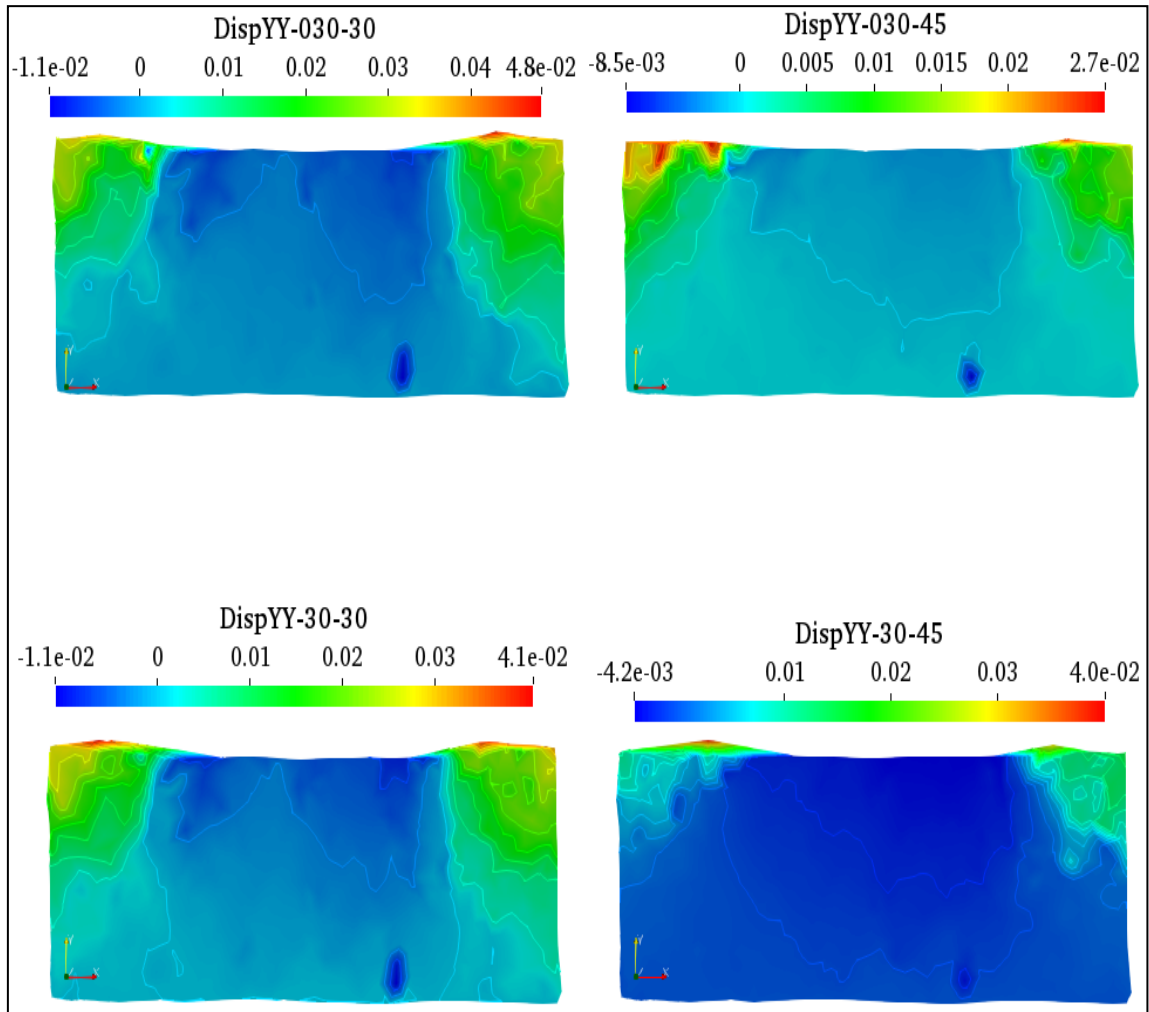 DispYY-030-30
-1.1e-02 0 0.01 0.02 0.03 0.04 4.8e-02
DispYY-030-45
-8.5e-03 0 0.005 0.01 0.015 0.02 2.7e-02
Y
X
Y
X
DispYY-30-30
-1.1e-02 0 0.01 0.02 0.03 4.1e-02
DispYY-30-45
-4.2e-03 0.01 0.02 0.03 4.0e-02
Y
X
Y
X